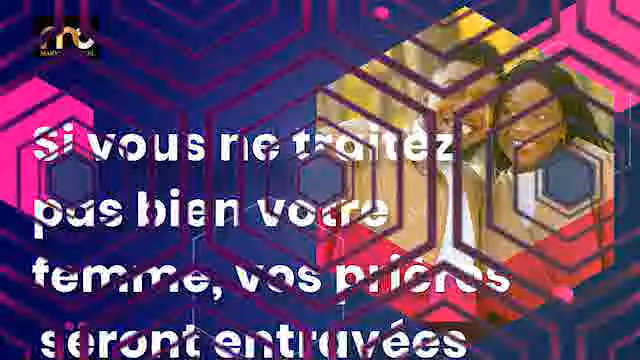 Si vous ne traitez
pas bien votre
femme, vos prières
seront entravées